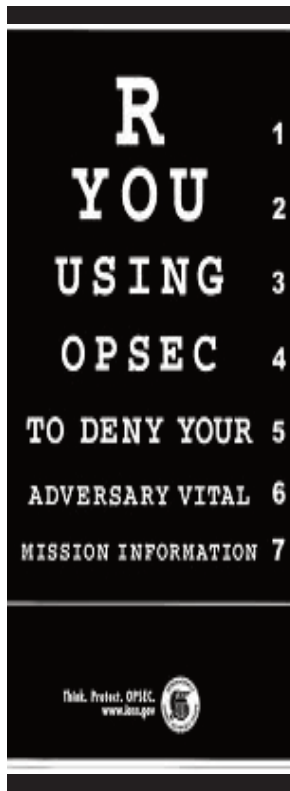 R 1
YOU 2
USING 3
OPSEC 4
TO DENY YOUR 5
ADVERSARY VITAL 6
MISSION INFORMATION 7
Think. Protect. OPSEC.
www.ioss.gov